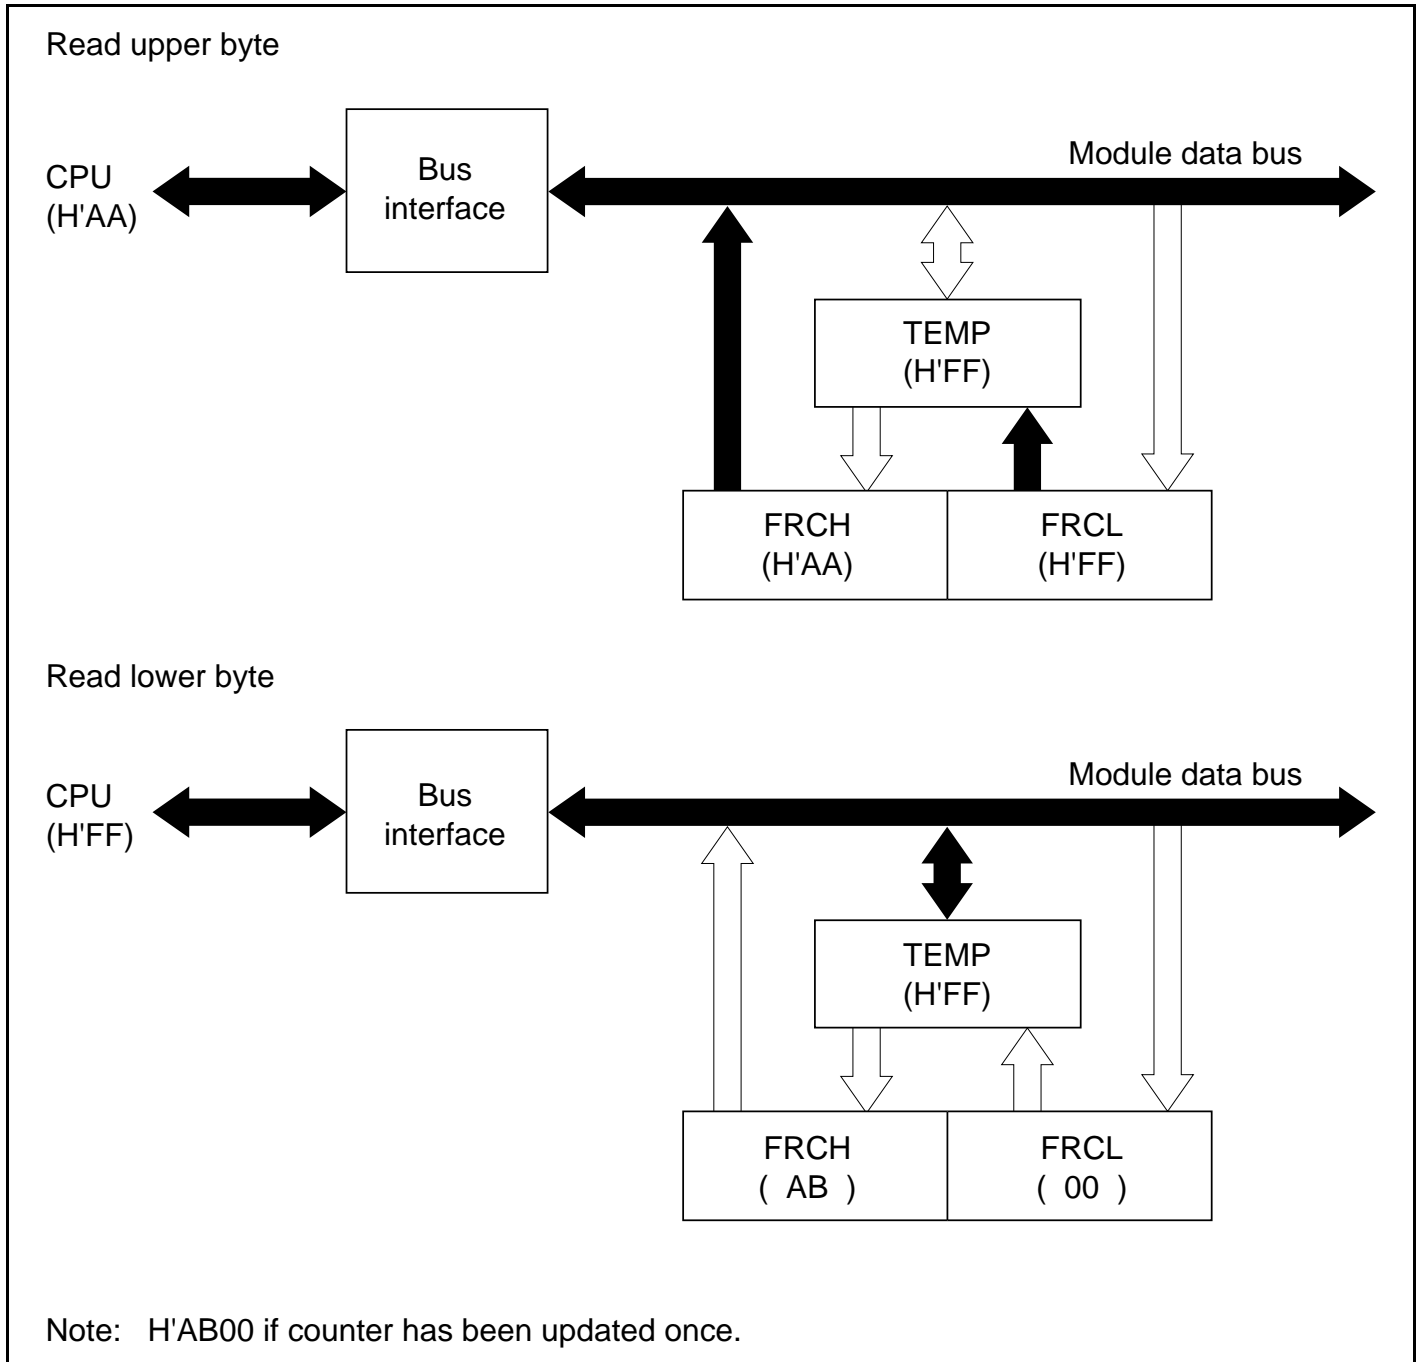 Read upper byte
CPU
(H'AA)
Bus
interface
Module data bus
TEMP
(H'FF)
FRCH
(H'AA)
FRCL
(H'FF)
Read lower byte
CPU
(H'FF)
Bus
interface
Module data bus
TEMP
(H'FF)
FRCH
( AB )
FRCL
( 00 )
Note: H'AB00 if counter has been updated once.